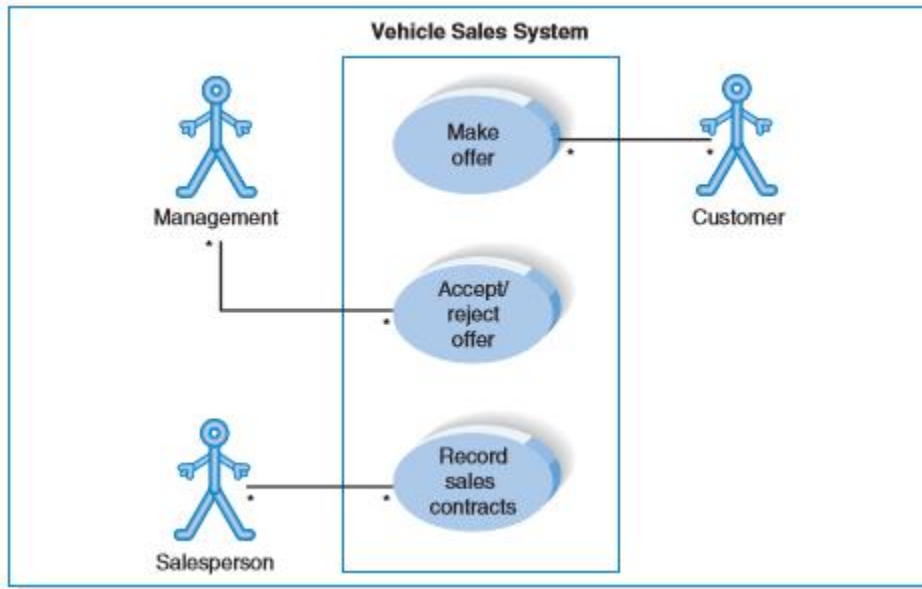 Vehicle Sales System
Make
offer
*
*
Management
Customer
*
Accept/
reject
offer
*
Record
sales
contracts
*
*
Salesperson